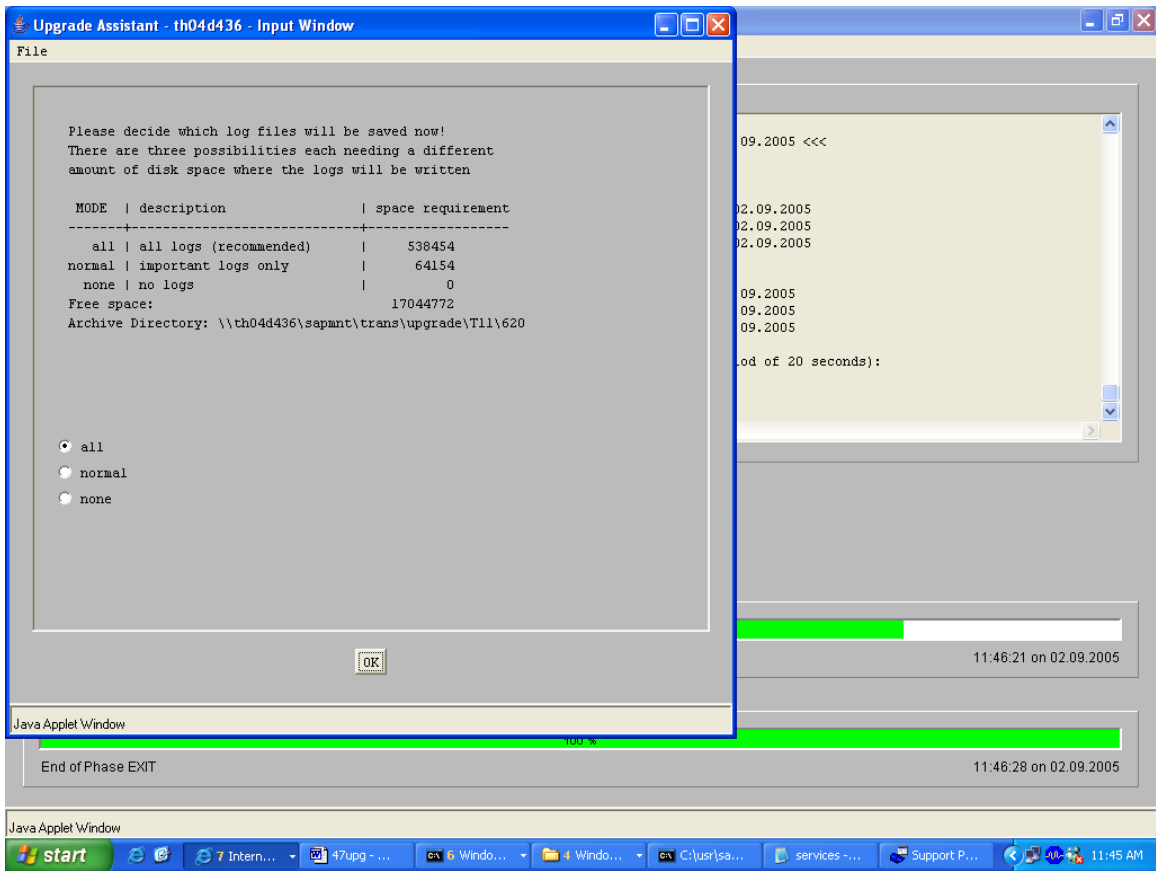 Upgrade Assistant - th04d436 - Input Window
File
Please decide which log files will be saved now!
There are three possibilities each needing a different
amount of disk space where the logs will be written
MODE | description | space requirement
-------+-----------------------------+------------------
all | all logs (recommended) | 538454
normal | important logs only | 64154
none | no logs | 0
Free space: 17044772
Archive Directory: \\th04d436\sapmnt\trans\upgrade\T11\620
all
normal
none
OK
Java Applet Window
09.2005 <<<
02.09.2005
02.09.2005
02.09.2005
09.2005
09.2005
09.2005
iod of 20 seconds):
11:46:21 on 02.09.2005
100 %
End of Phase EXIT
11:46:28 on 02.09.2005
Java Applet Window
start
7 Intern...
47upg - ...
6 Windo...
4 Windo...
C:\usr\sa...
services -...
Support P...
11:45 AM